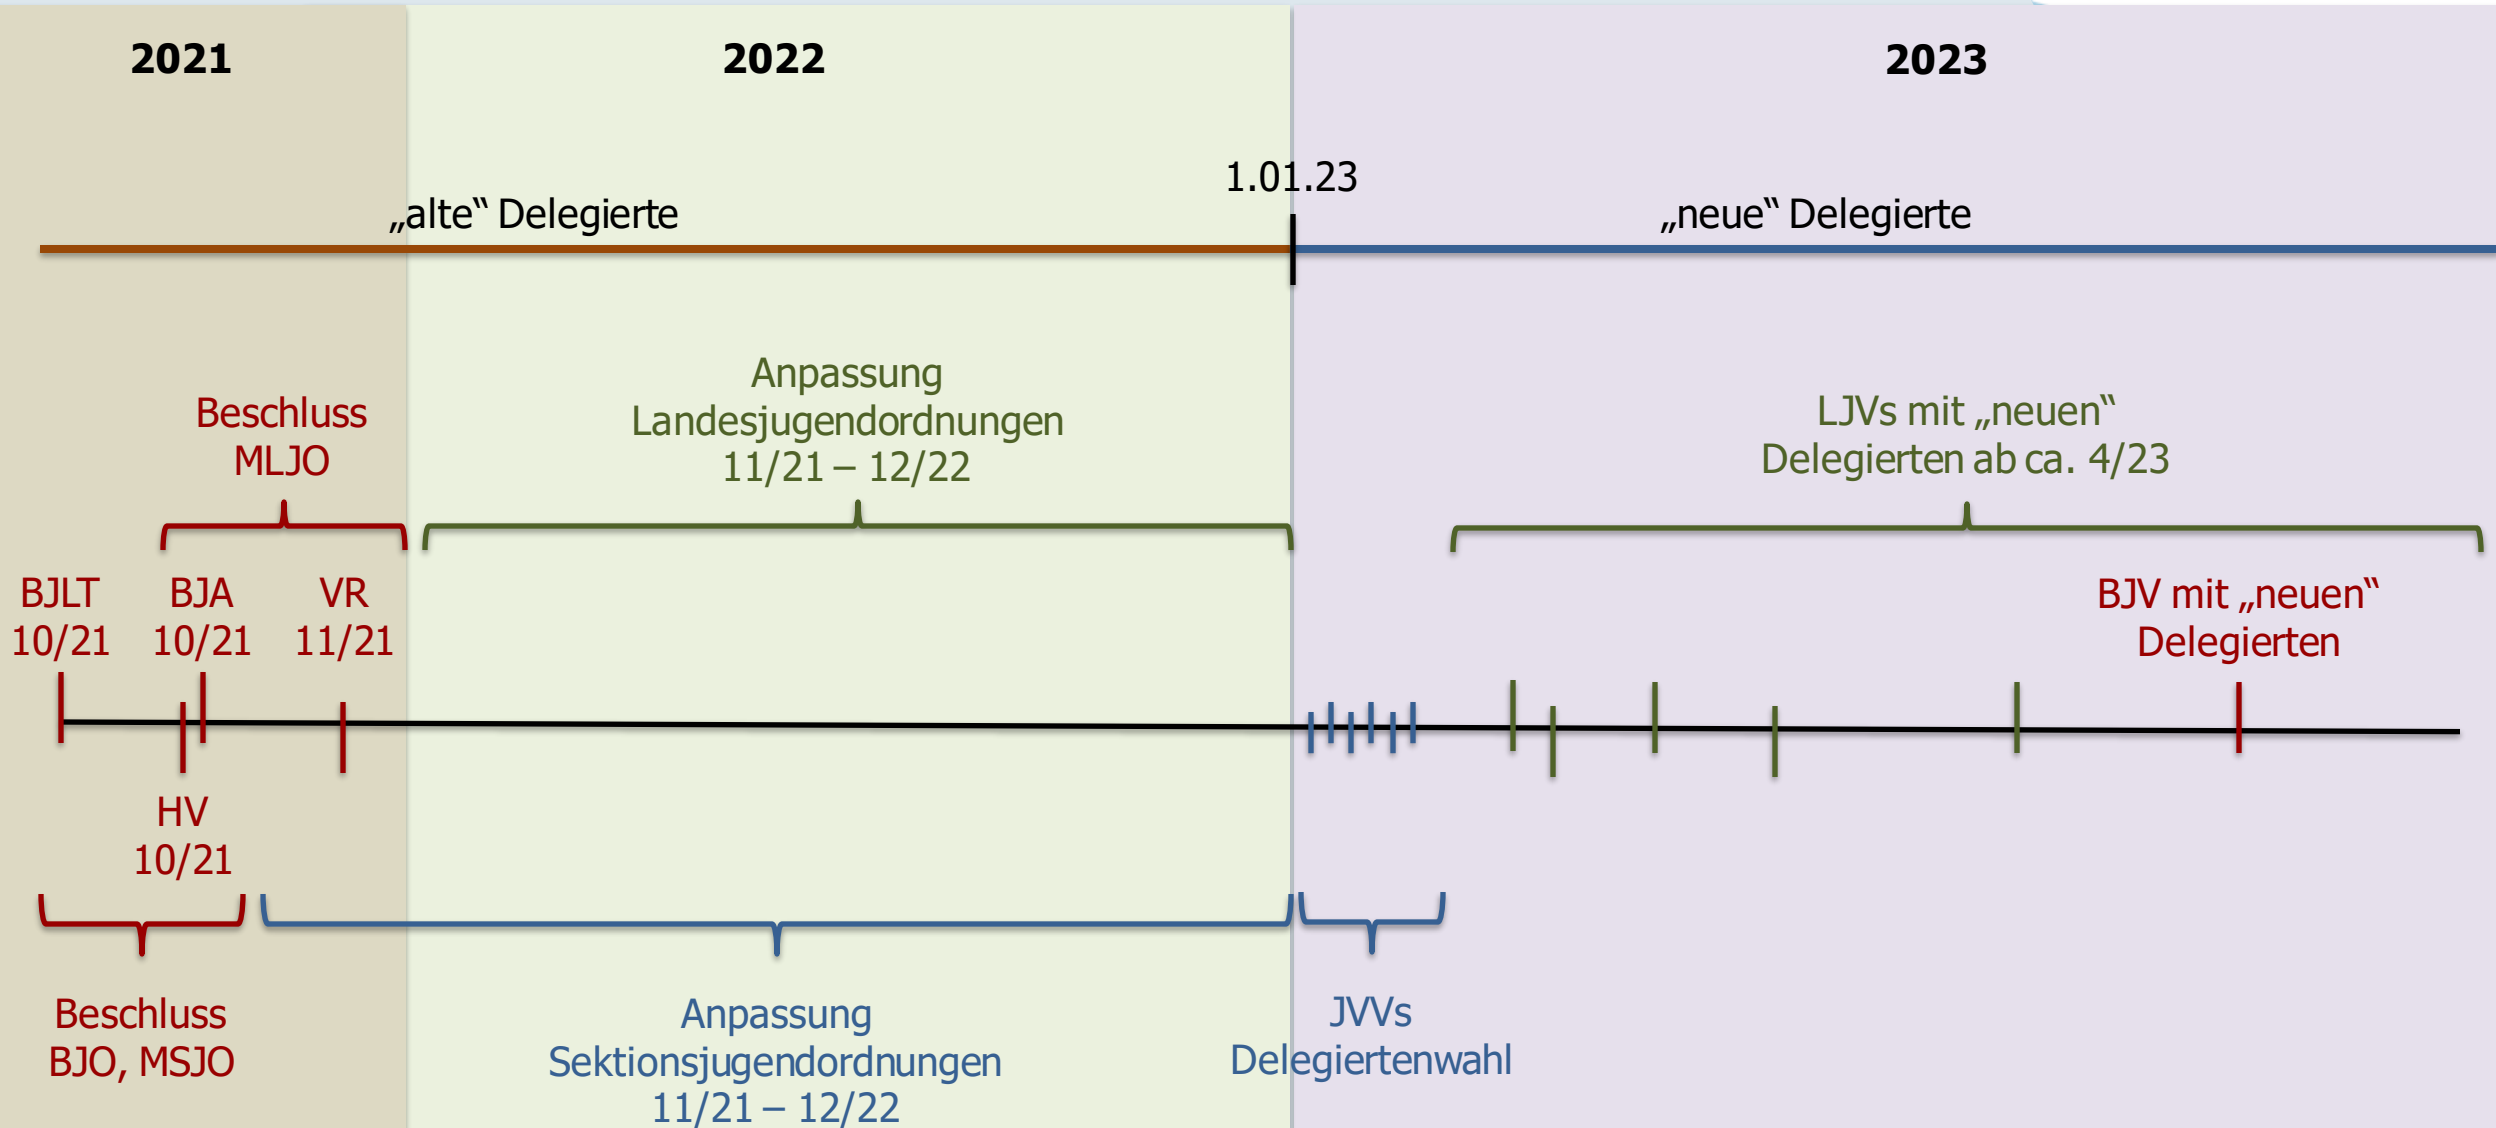 2021
2022
2023
1.01.23
„alte“ Delegierte
„neue“ Delegierte
Beschluss
MLJO
Anpassung
Landesjugendordnungen
11/21 – 12/22
LJVs mit „neuen“
Delegierten ab ca. 4/23
BJLT
10/21
BJA
10/21
VR
11/21
BJV mit „neuen“
Delegierten
HV
10/21
Beschluss
BJO, MSJO
Anpassung
Sektionsjugendordnungen
11/21 – 12/22
JVVs
Delegiertenwahl